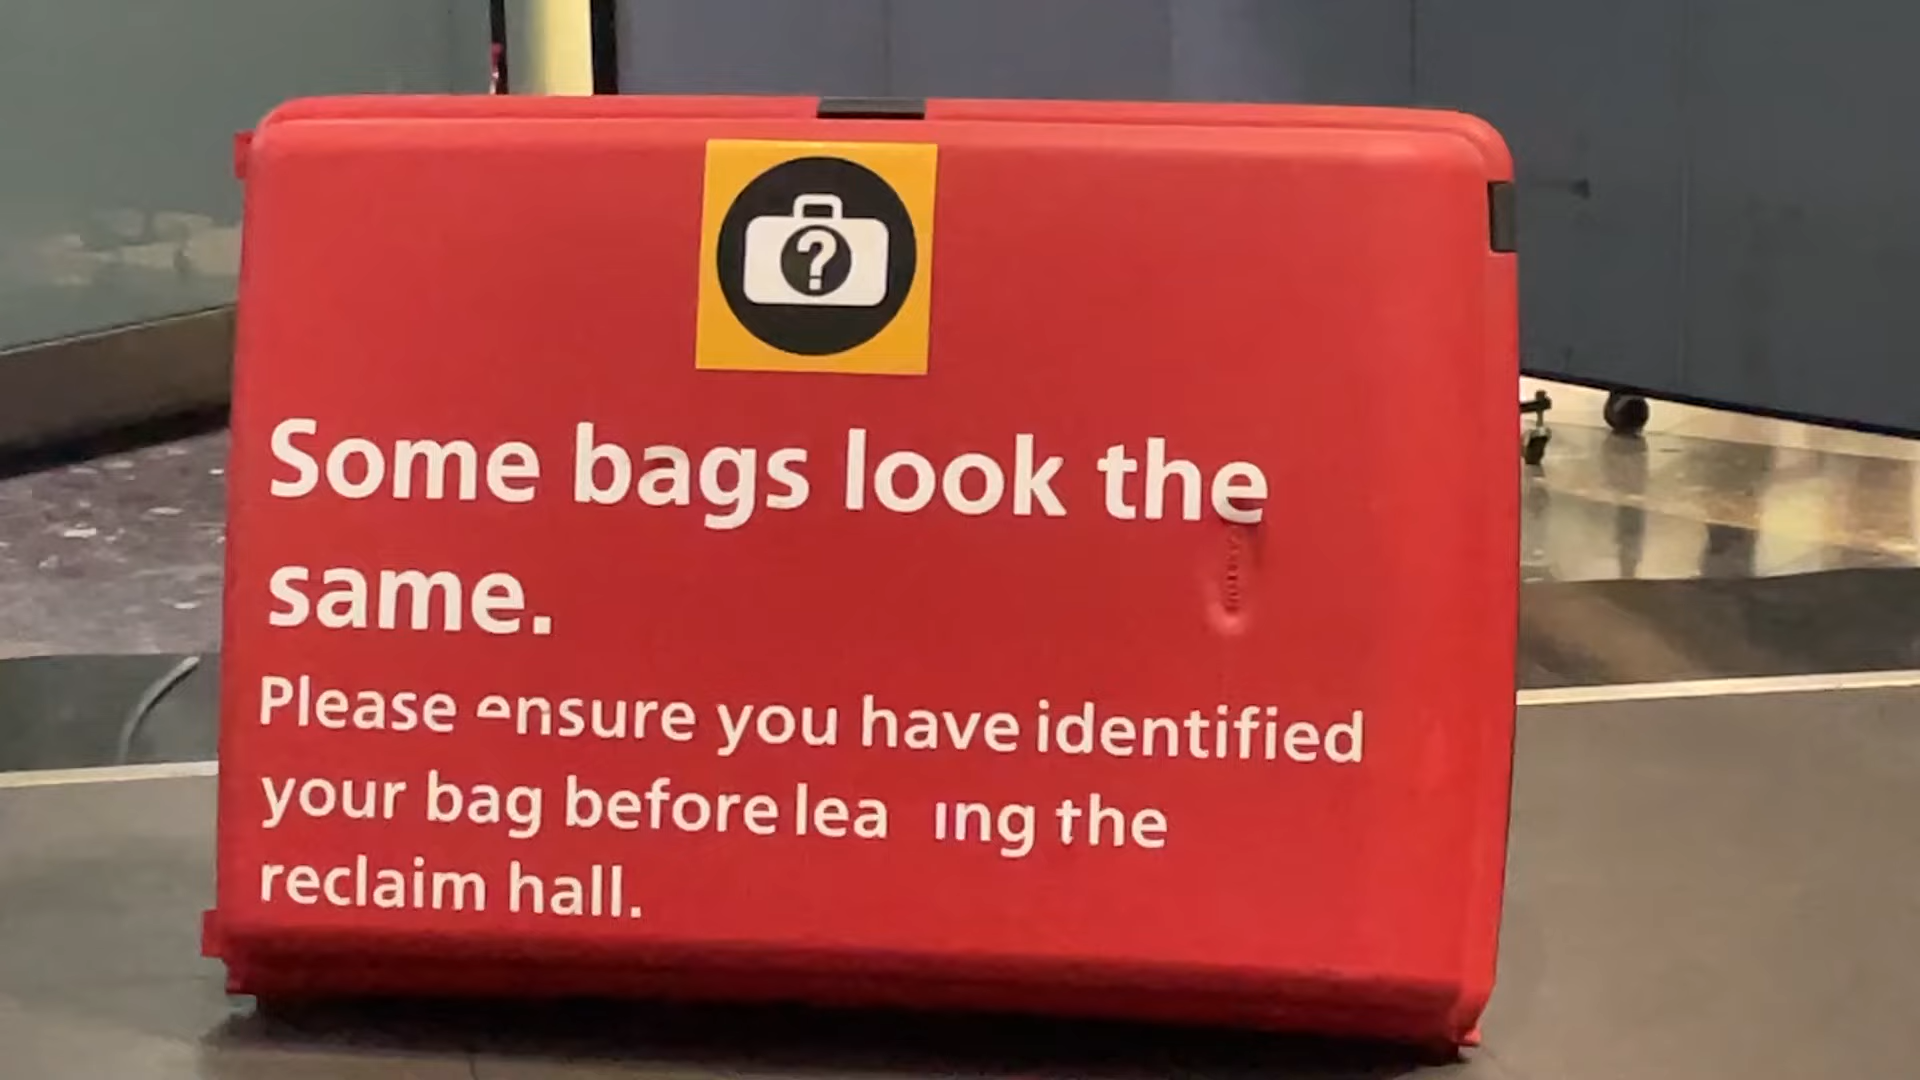 ?
Some bags look the
same.
Please ensure you have identified
your bag before lea ing the
reclaim hall.